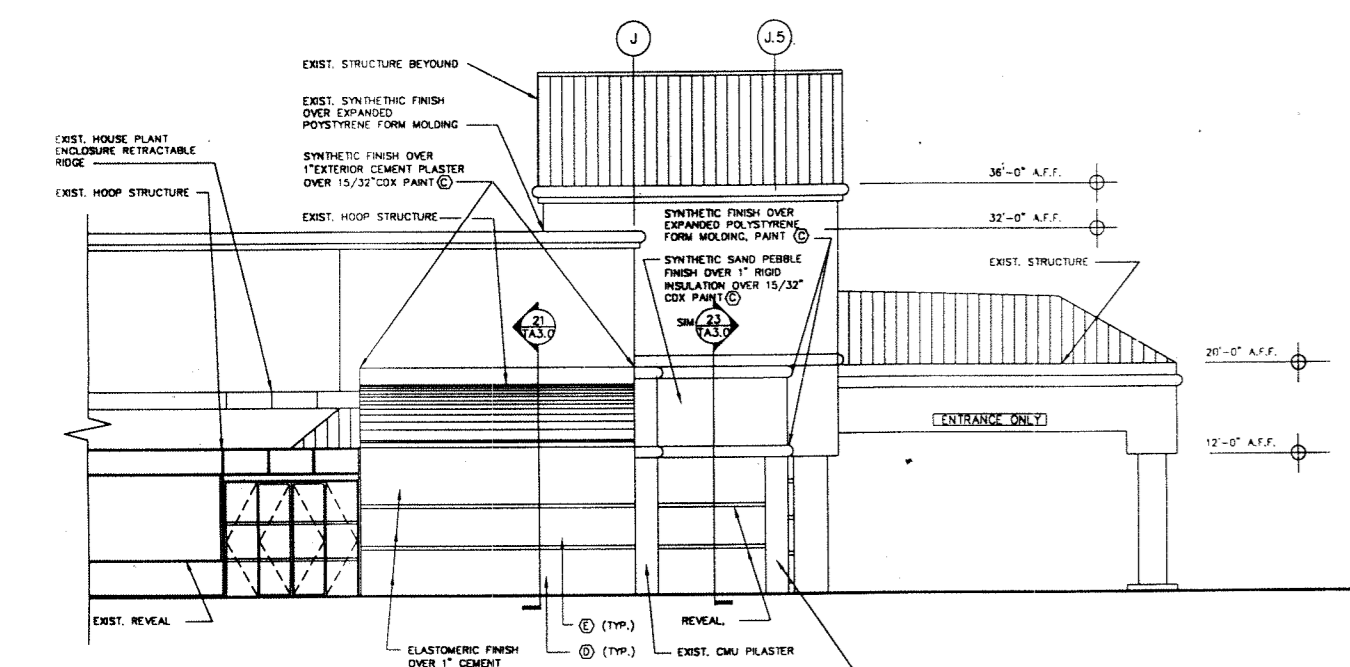 J
J.5
EXIST. STRUCTURE BEYOUND
EXIST. SYNTHETHIC FINISH
OVER EXPANDED
POYSTYRENE FORM MOLDING
EXIST. HOUSE PLANT
ENCLOSURE RETRACTABLE
RIDGE
SYNTHETIC FINISH OVER
1"EXTERIOR CEMENT PLASTER
OVER 15/32"CDX PAINT C
EXIST. HOOP STRUCTURE
EXIST. HOOP STRUCTURE
36'-0" A.F.F.
32'-0" A.F.F.
SYNTHETIC FINISH OVER
EXPANDED POLYSTYRENE
FORM MOLDING, PAINT C
SYNTHETIC SAND PEBBLE
FINISH OVER 1" RIGID
INSULATION OVER 15/32"
CDX PAINT C
EXIST. STRUCTURE
21
TA3.0
SIM
23
TA3.0
20'-0" A.F.F.
ENTRANCE ONLY
12'-0" A.F.F.
EXIST. REVEAL
E (TYP.)
REVEAL.
D (TYP.)
EXIST. CMU PILASTER
ELASTOMERIC FINISH
OVER 1" CEMENT